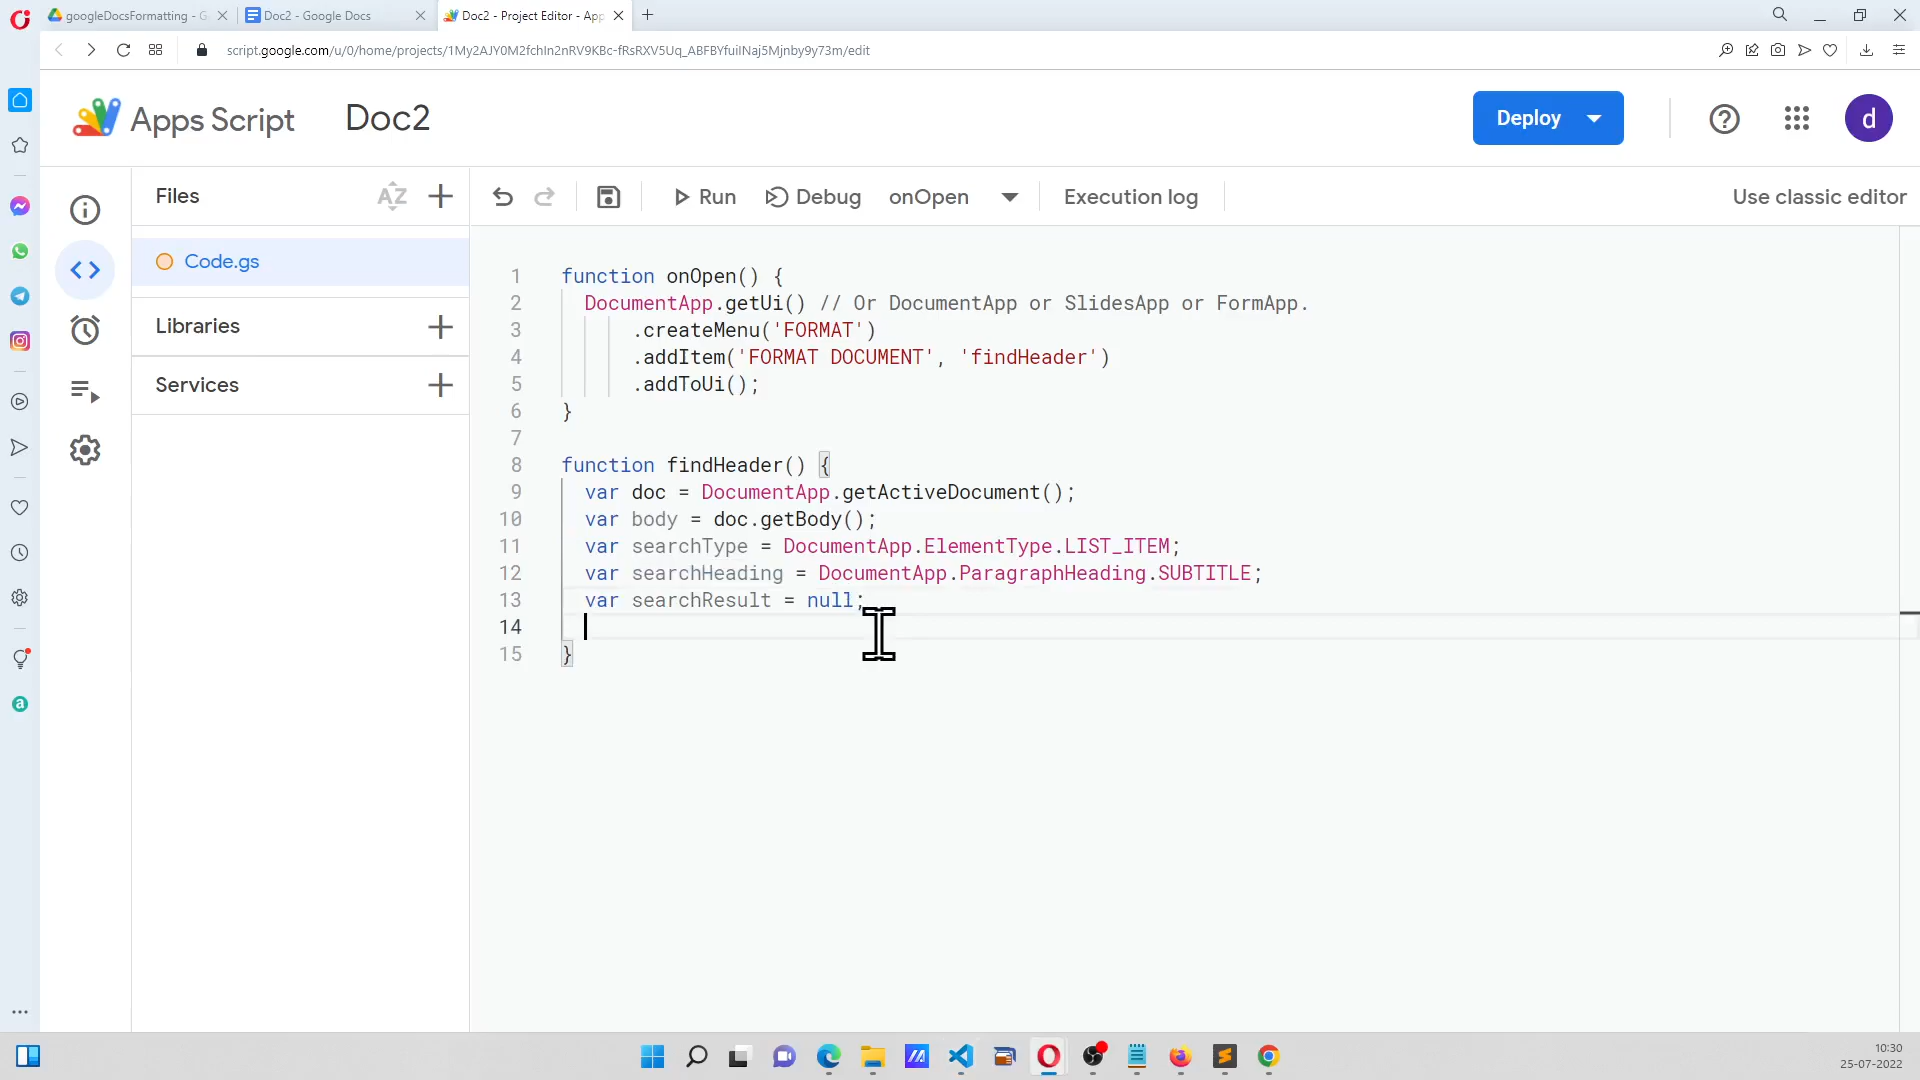 googleDocsFormatting - G
Doc2 - Google Docs
Doc2 - Project Editor - App
script.google.com/u/0/home/projects/1My2AJY0M2fchIn2nRV9KBc-fRsRXV5Uq_ABFBYfuiINaj5Mjnby9y73m/edit
Apps Script
Doc2
Deploy
d
Files
AZ
Run
Debug
onOpen
Execution log
Use classic editor
Code.gs
Libraries
Services
1 function onOpen() {
2 DocumentApp.getUi() // Or DocumentApp or SlidesApp or FormApp.
3 .createMenu('FORMAT')
4 .addItem('FORMAT DOCUMENT', 'findHeader')
5 .addToUi();
6 }
7
8 function findHeader() {
9 var doc = DocumentApp.getActiveDocument();
10 var body = doc.getBody();
11 var searchType = DocumentApp.ElementType.LIST_ITEM;
12 var searchHeading = DocumentApp.ParagraphHeading.SUBTITLE;
13 var searchResult = null;
14
15 }
a
10:30
25-07-2022